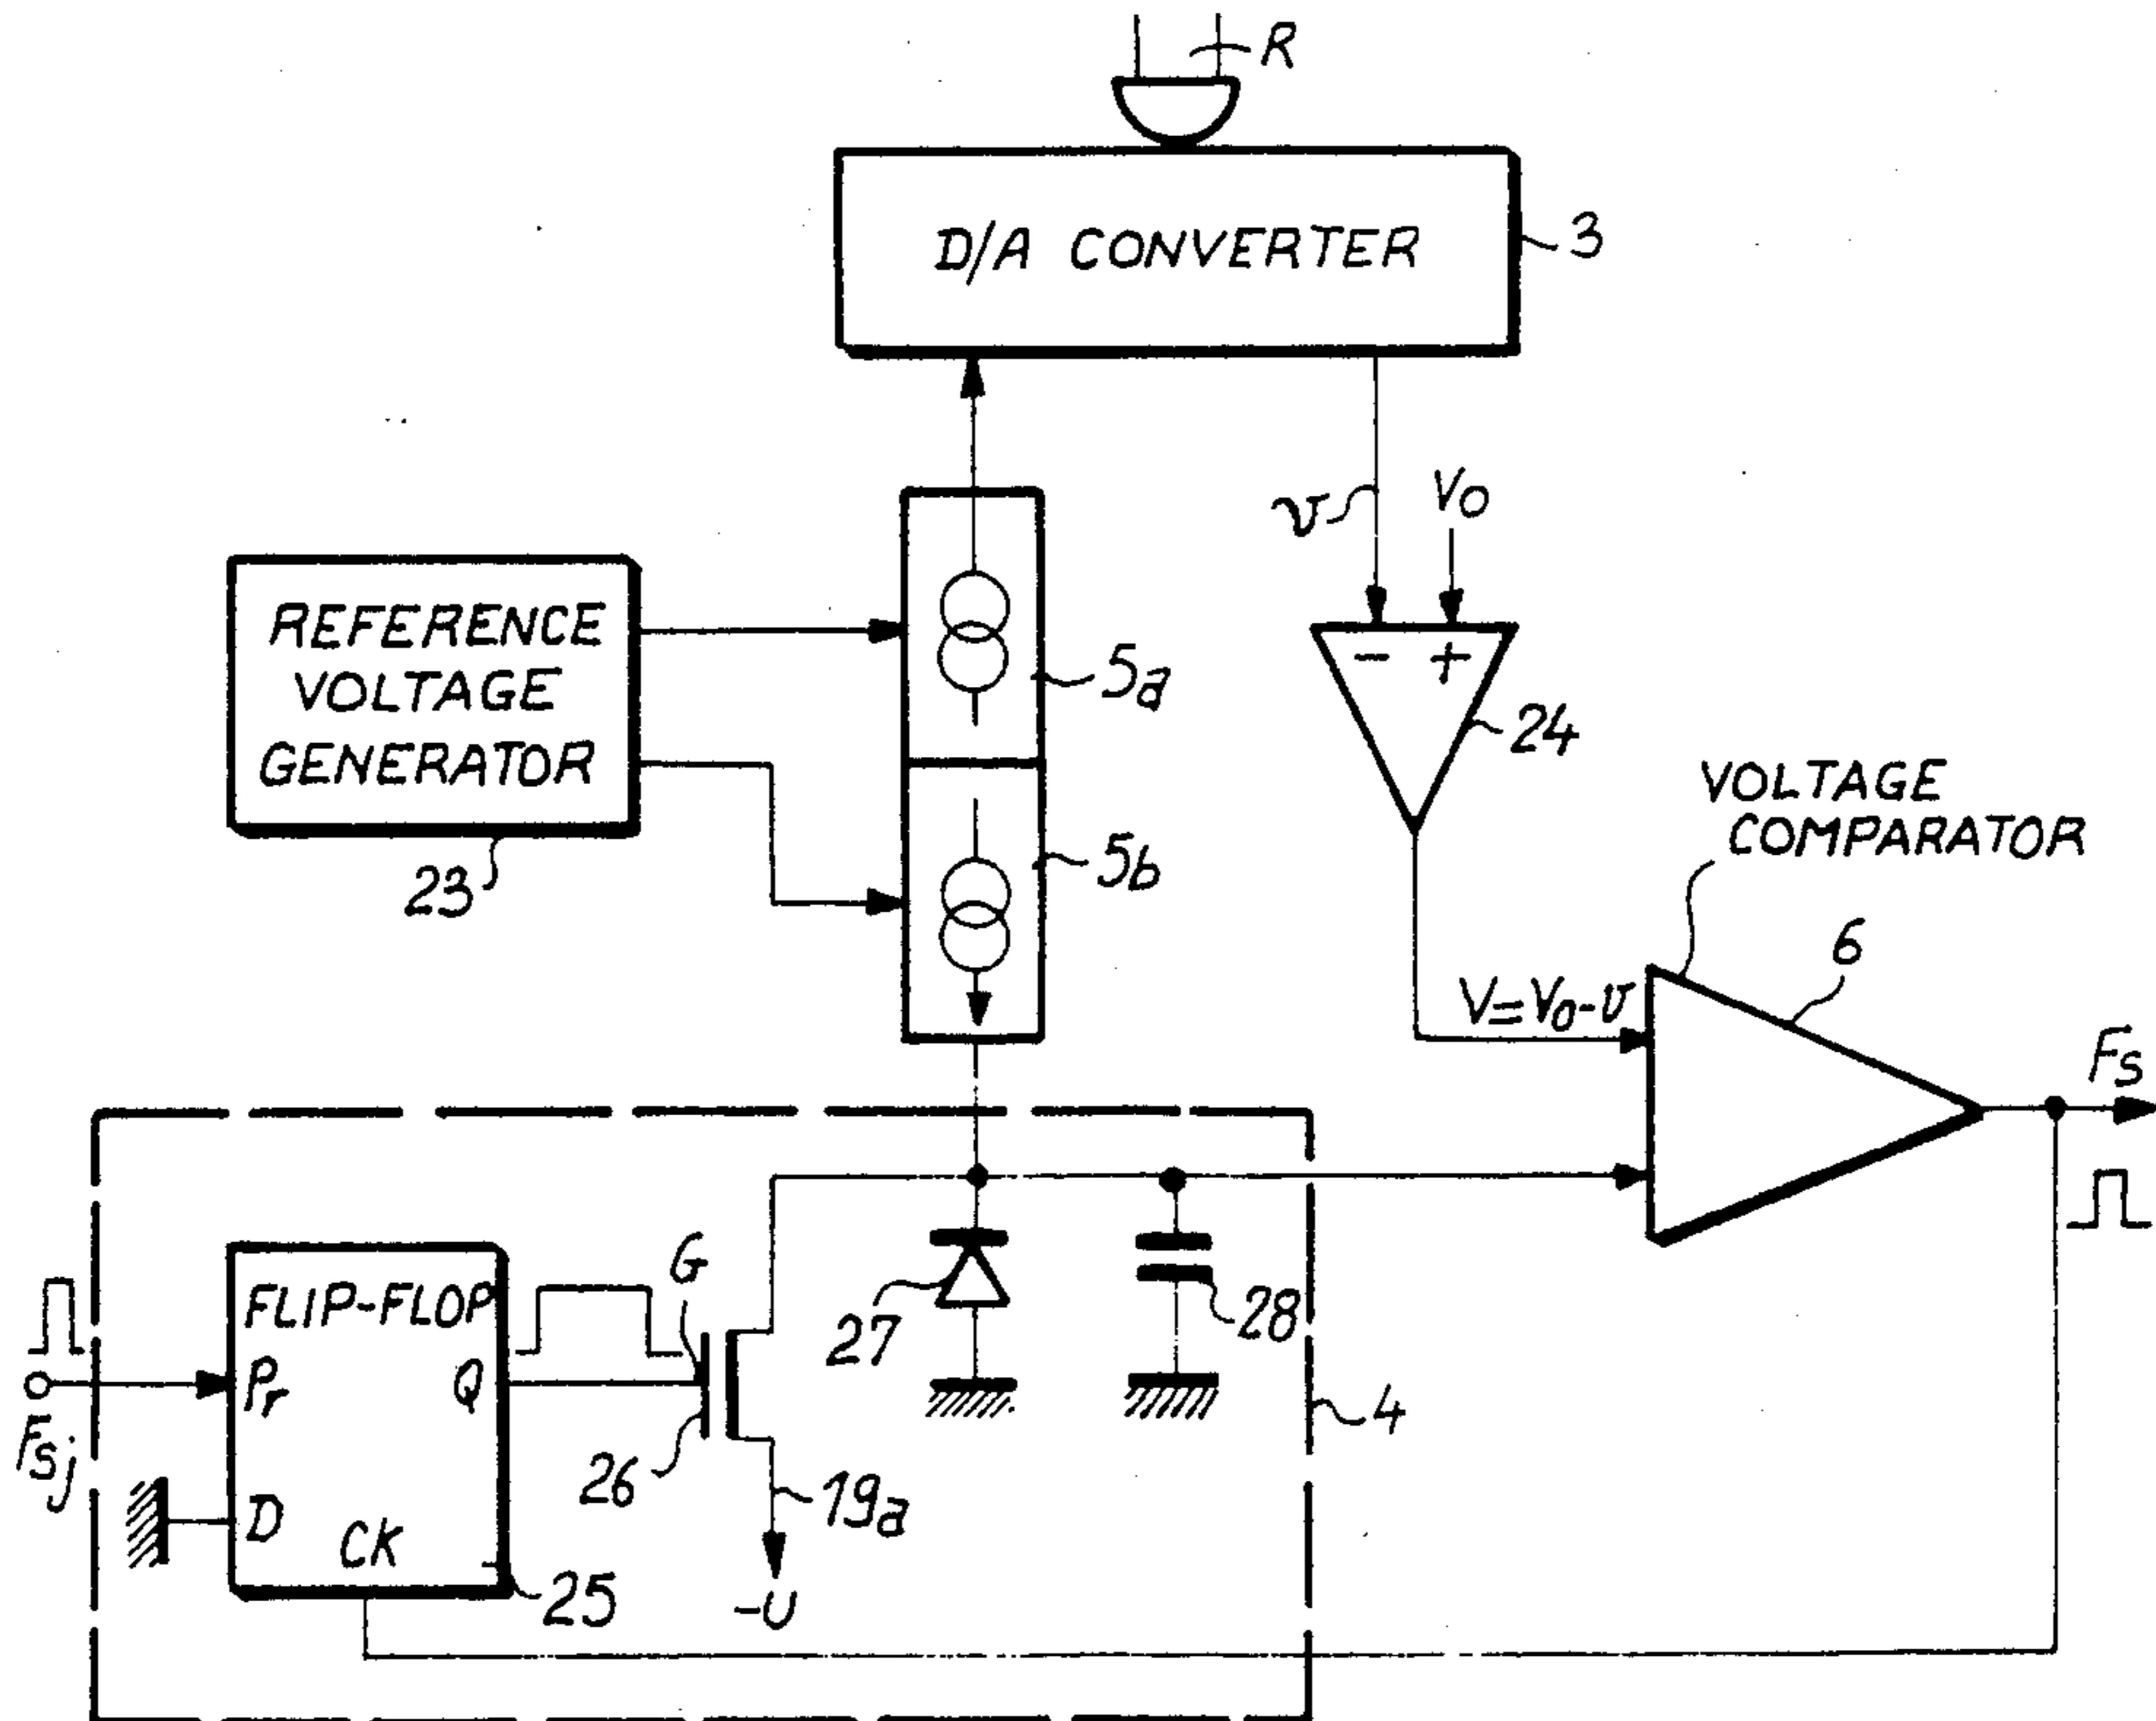 R
D/A CONVERTER
3
v
Vo
REFERENCE
VOLTAGE
GENERATOR
23
5a
5b
- +
24
VOLTAGE
COMPARATOR
6
V=Vo-v
Fs
FLIP-FLOP
Pr
Q
D
CK
25
Fsj
G
26
19a
-U
27
28
4